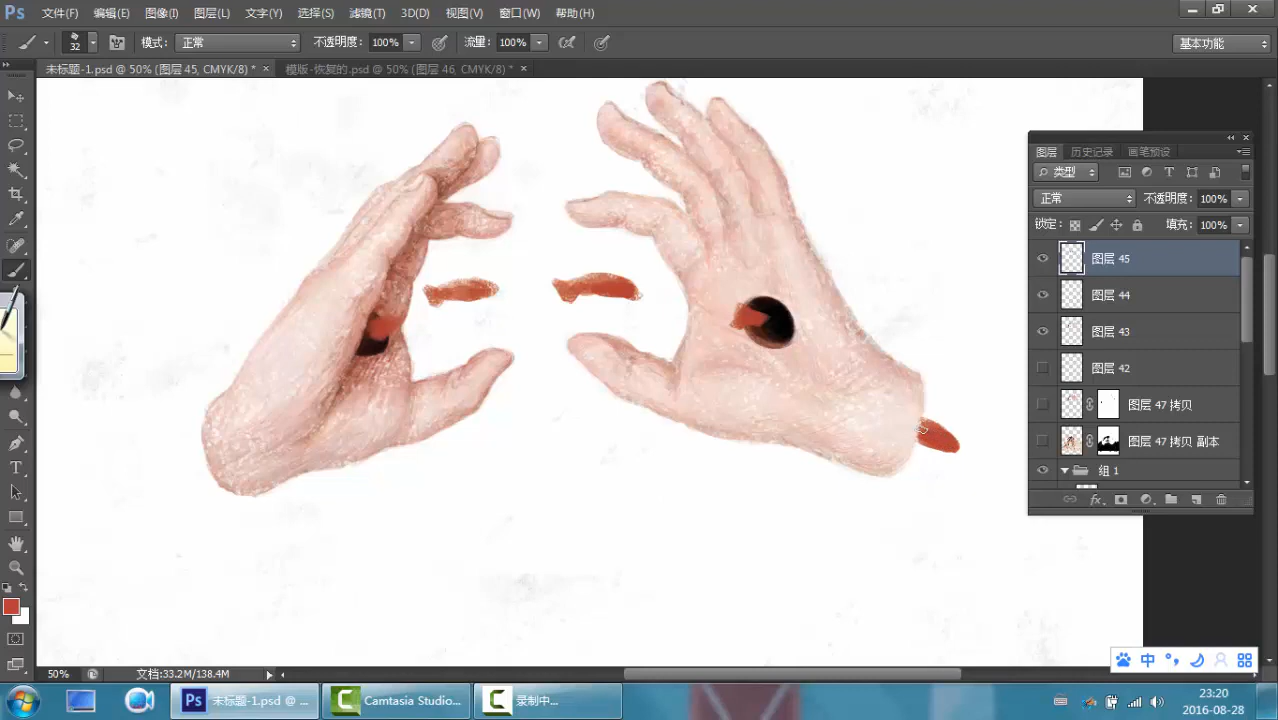 Ps 文件(F) 编辑(E) 图像(I) 图层(L) 文字(Y) 选择(S) 滤镜(T) 3D(D) 视图(V) 窗口(W) 帮助(H)
32 模式: 正常 不透明度: 100% 流量: 100% 基本功能
未标题-1.psd @ 50% (图层 45, CMYK/8) * × 模版-恢复的.psd @ 50% (图层 46, CMYK/8) * ×
图层 历史记录 画笔预设
类型
正常 不透明度: 100%
锁定: 填充: 100%
图层 45
图层 44
图层 43
图层 42
图层 47 拷贝
图层 47 拷贝 副本
组 1
50% 文档:33.2M/138.4M
中
Ps 未标题-1.psd @ ... Camtasia Studio... 录制中...
23:20
2016-08-28